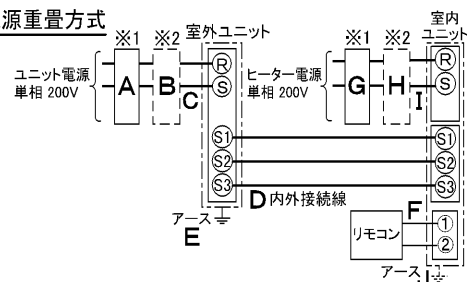 源重畳方式
※1 ※2 室外ユニット
※1 ※2 室内
ユニット
ユニット電源
単相 200V
A B C R S
ヒーター電源
単相 200V
G H I R S
S1 S1
S2 S2
S3 S3
D 内外接続線
アース
E
F
リモコン ① ②
アース J